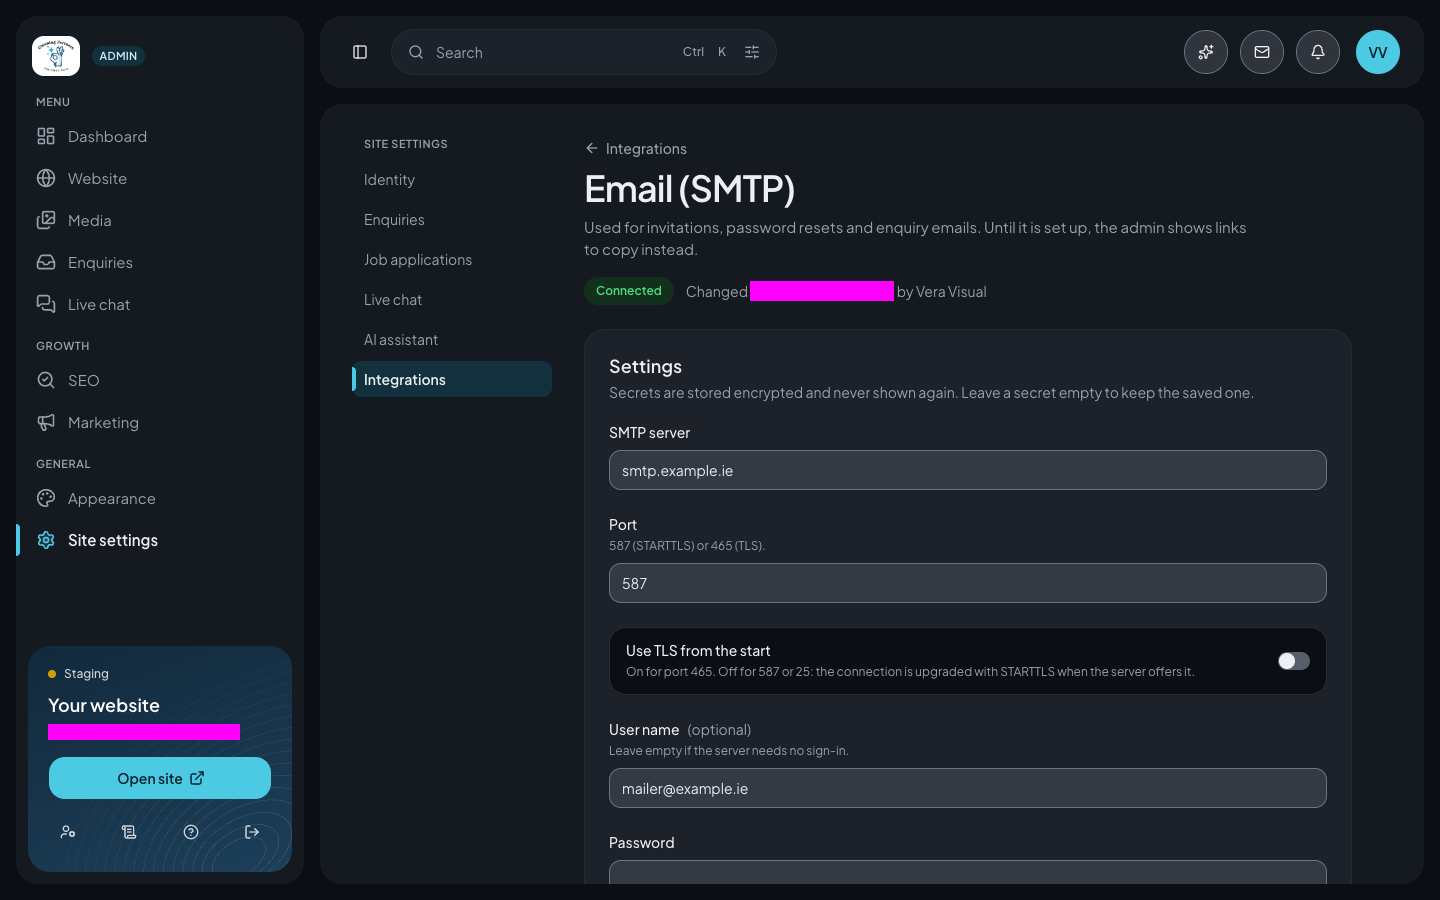 ADMIN
MENU
Dashboard
Website
Media
Enquiries
Live chat
GROWTH
SEO
Marketing
GENERAL
Appearance
Site settings
Staging
Your website
Open site
Search
Ctrl K
VV
SITE SETTINGS
Identity
Enquiries
Job applications
Live chat
AI assistant
Integrations
Integrations
Email (SMTP)
Used for invitations, password resets and enquiry emails. Until it is set up, the admin shows links
to copy instead.
Connected
Changed by Vera Visual
Settings
Secrets are stored encrypted and never shown again. Leave a secret empty to keep the saved one.
SMTP server
smtp.example.ie
Port
587 (STARTTLS) or 465 (TLS).
587
Use TLS from the start
On for port 465. Off for 587 or 25: the connection is upgraded with STARTTLS when the server offers it.
User name (optional)
Leave empty if the server needs no sign-in.
mailer@example.ie
Password